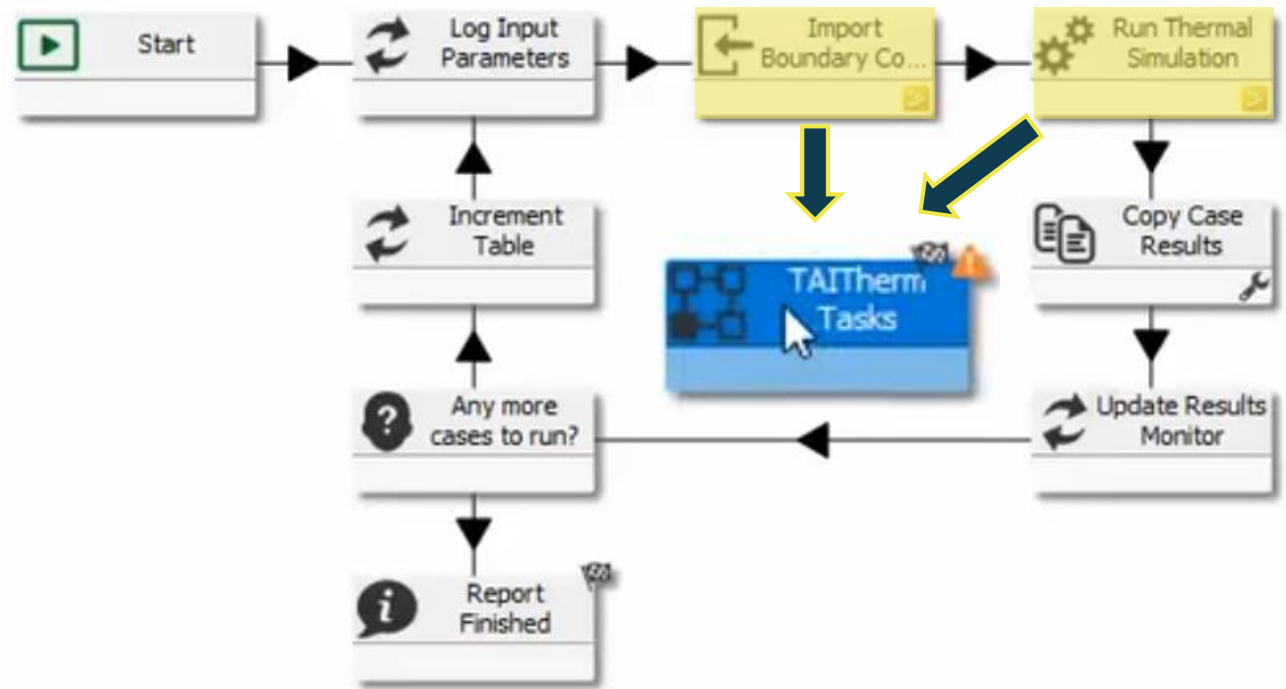 Start
Log Input
Parameters
Import
Boundary Co...
Run Thermal
Simulation
Increment
Table
TAITherm
Tasks
Copy Case
Results
Any more
cases to run?
Update Results
Monitor
Report
Finished